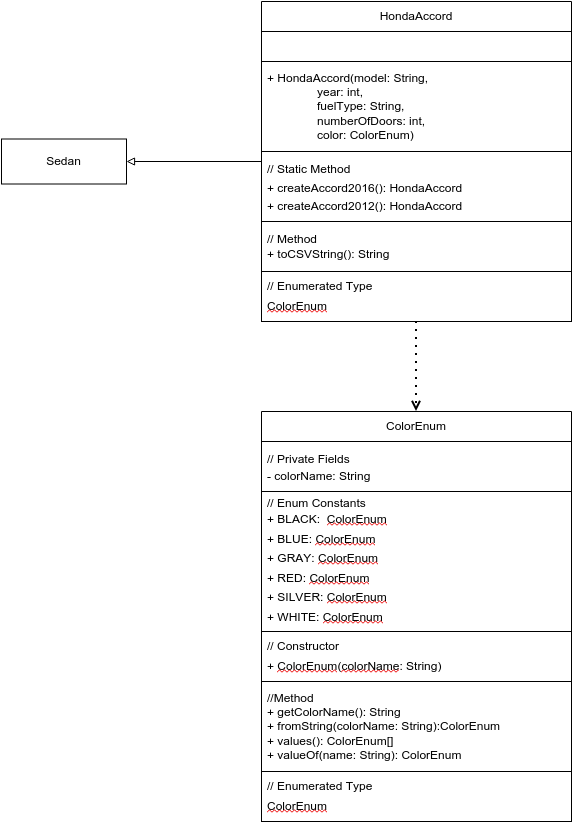 HondaAccord
+ HondaAccord(model: String,
year: int,
fuelType: String,
numberOfDoors: int,
color: ColorEnum)
Sedan
// Static Method
+ createAccord2016(): HondaAccord
+ createAccord2012(): HondaAccord
// Method
+ toCSVString(): String
// Enumerated Type
ColorEnum
ColorEnum
// Private Fields
- colorName: String
// Enum Constants
+ BLACK:  ColorEnum
+ BLUE: ColorEnum
+ GRAY: ColorEnum
+ RED: ColorEnum
+ SILVER: ColorEnum
+ WHITE: ColorEnum
// Constructor
+ ColorEnum(colorName: String)
//Method
+ getColorName(): String
+ fromString(colorName: String):ColorEnum
+ values(): ColorEnum[]
+ valueOf(name: String): ColorEnum
// Enumerated Type
ColorEnum